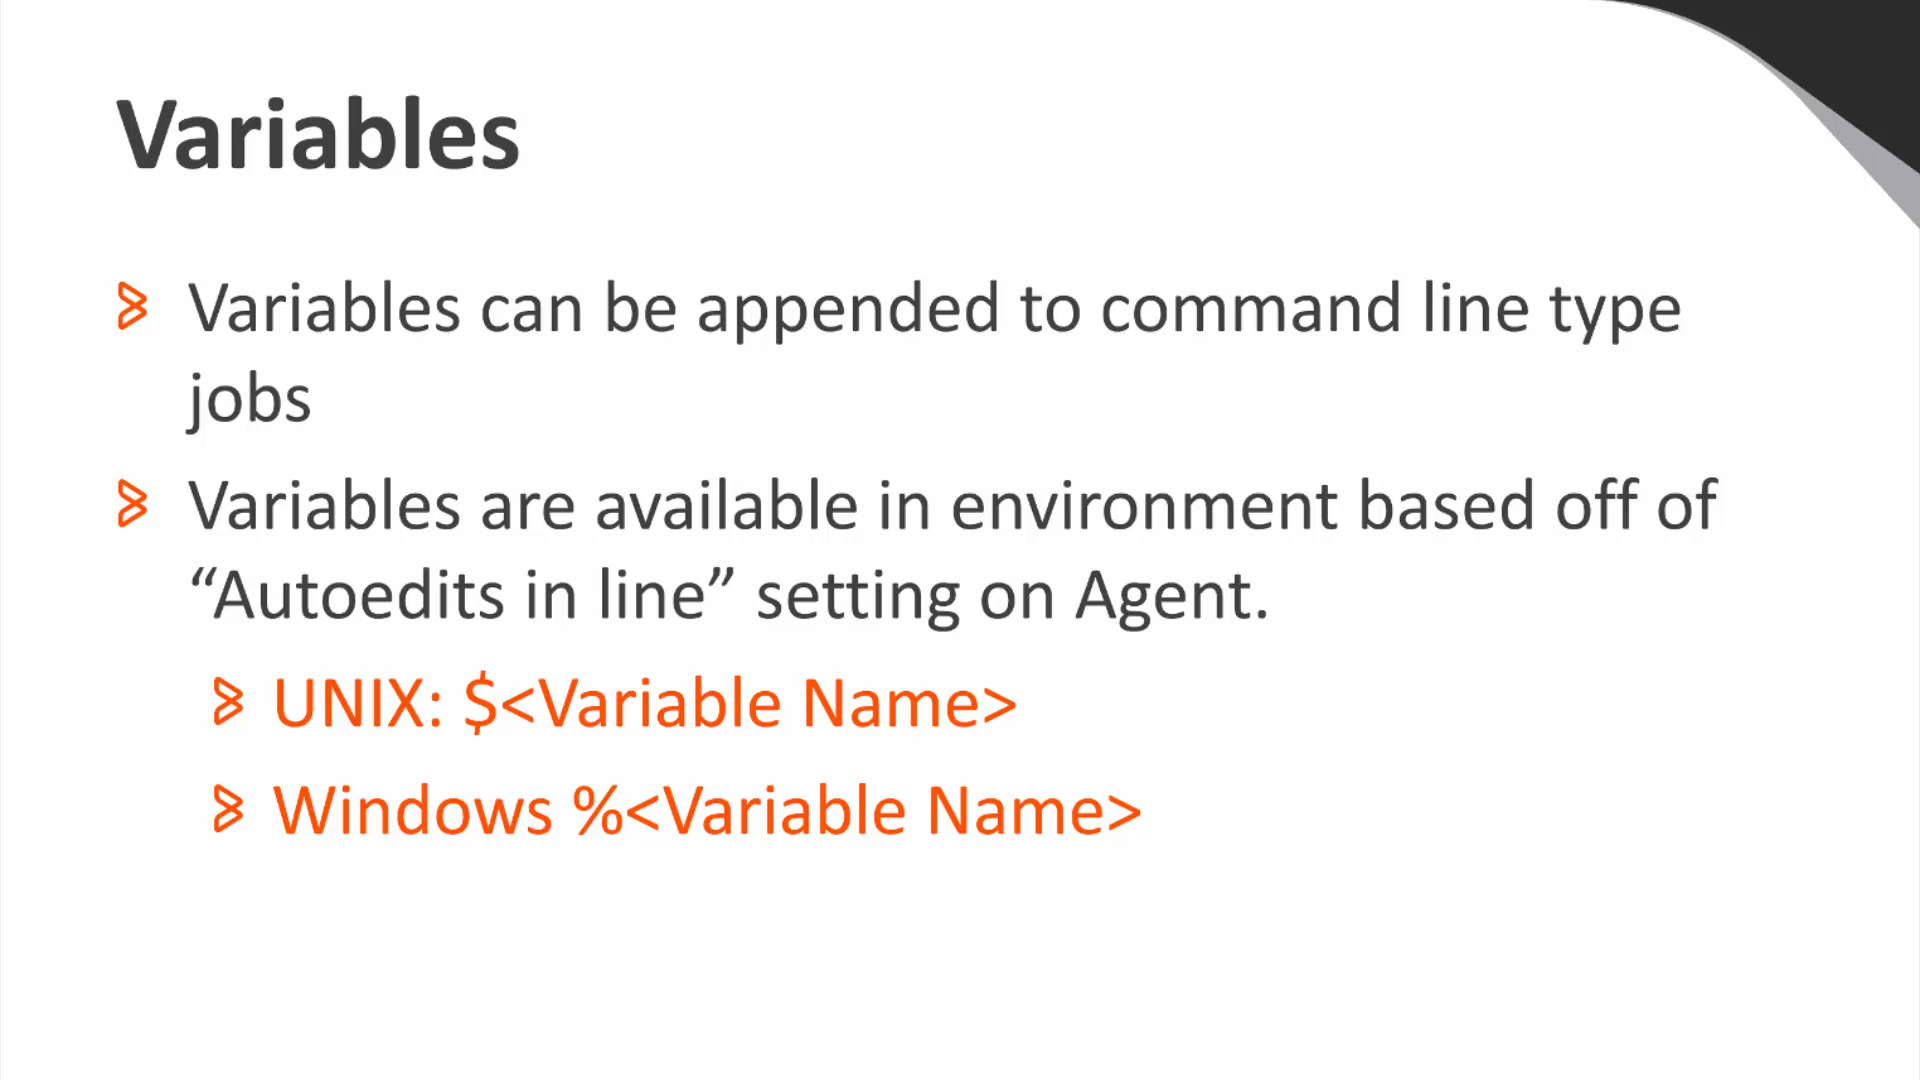 Variables
Variables can be appended to command line type
jobs
Variables are available in environment based off of
“Autoedits in line” setting on Agent.
UNIX: $<Variable Name>
Windows %<Variable Name>